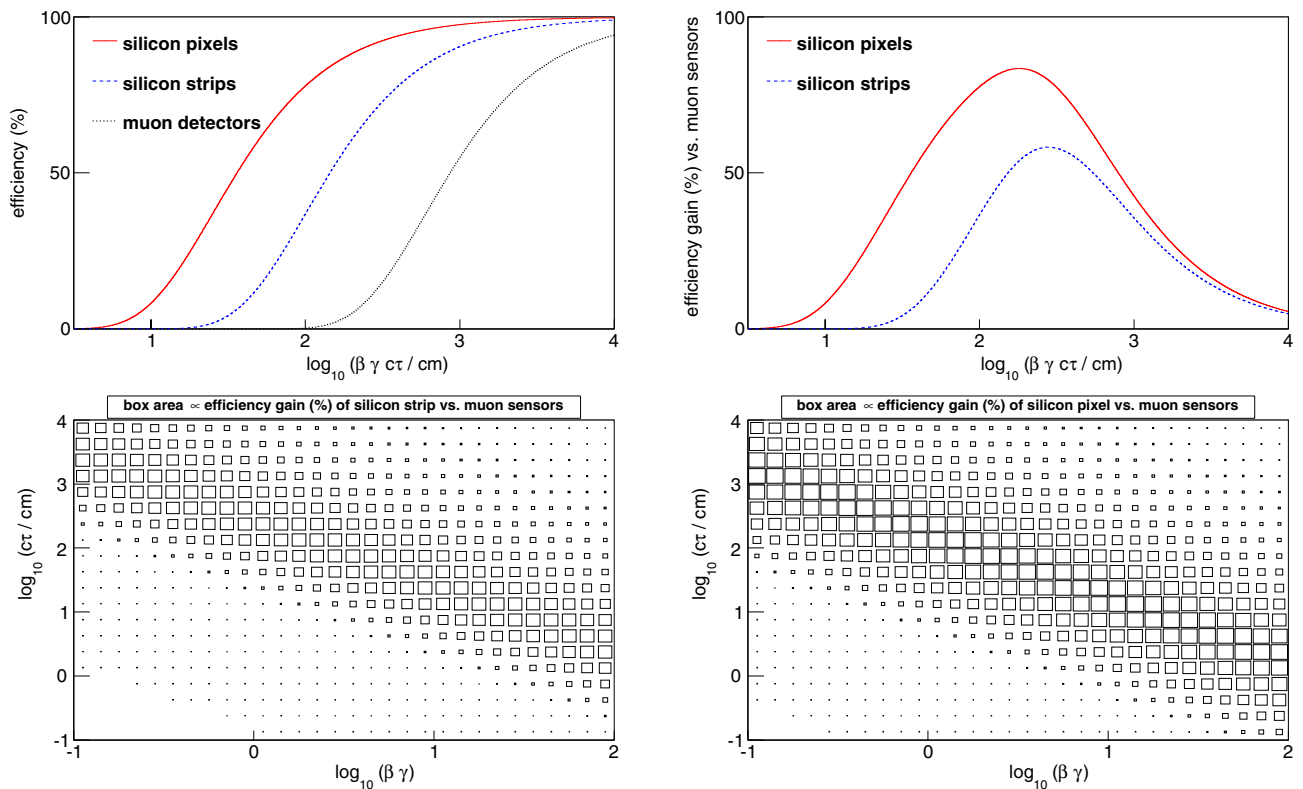 100
50
0
efficiency (%)
silicon pixels
silicon strips
muon detectors
1 2 3 4
log10 (β γ cτ / cm)
100
50
0
efficiency gain (%) vs. muon sensors
silicon pixels
silicon strips
1 2 3 4
log10 (β γ cτ / cm)
box area ∝ efficiency gain (%) of silicon strip vs. muon sensors
4
3
2
1
0
-1
log10 (cτ / cm)
-1 0 1 2
log10 (β γ)
box area ∝ efficiency gain (%) of silicon pixel vs. muon sensors
4
3
2
1
0
-1
log10 (cτ / cm)
-1 0 1 2
log10 (β γ)